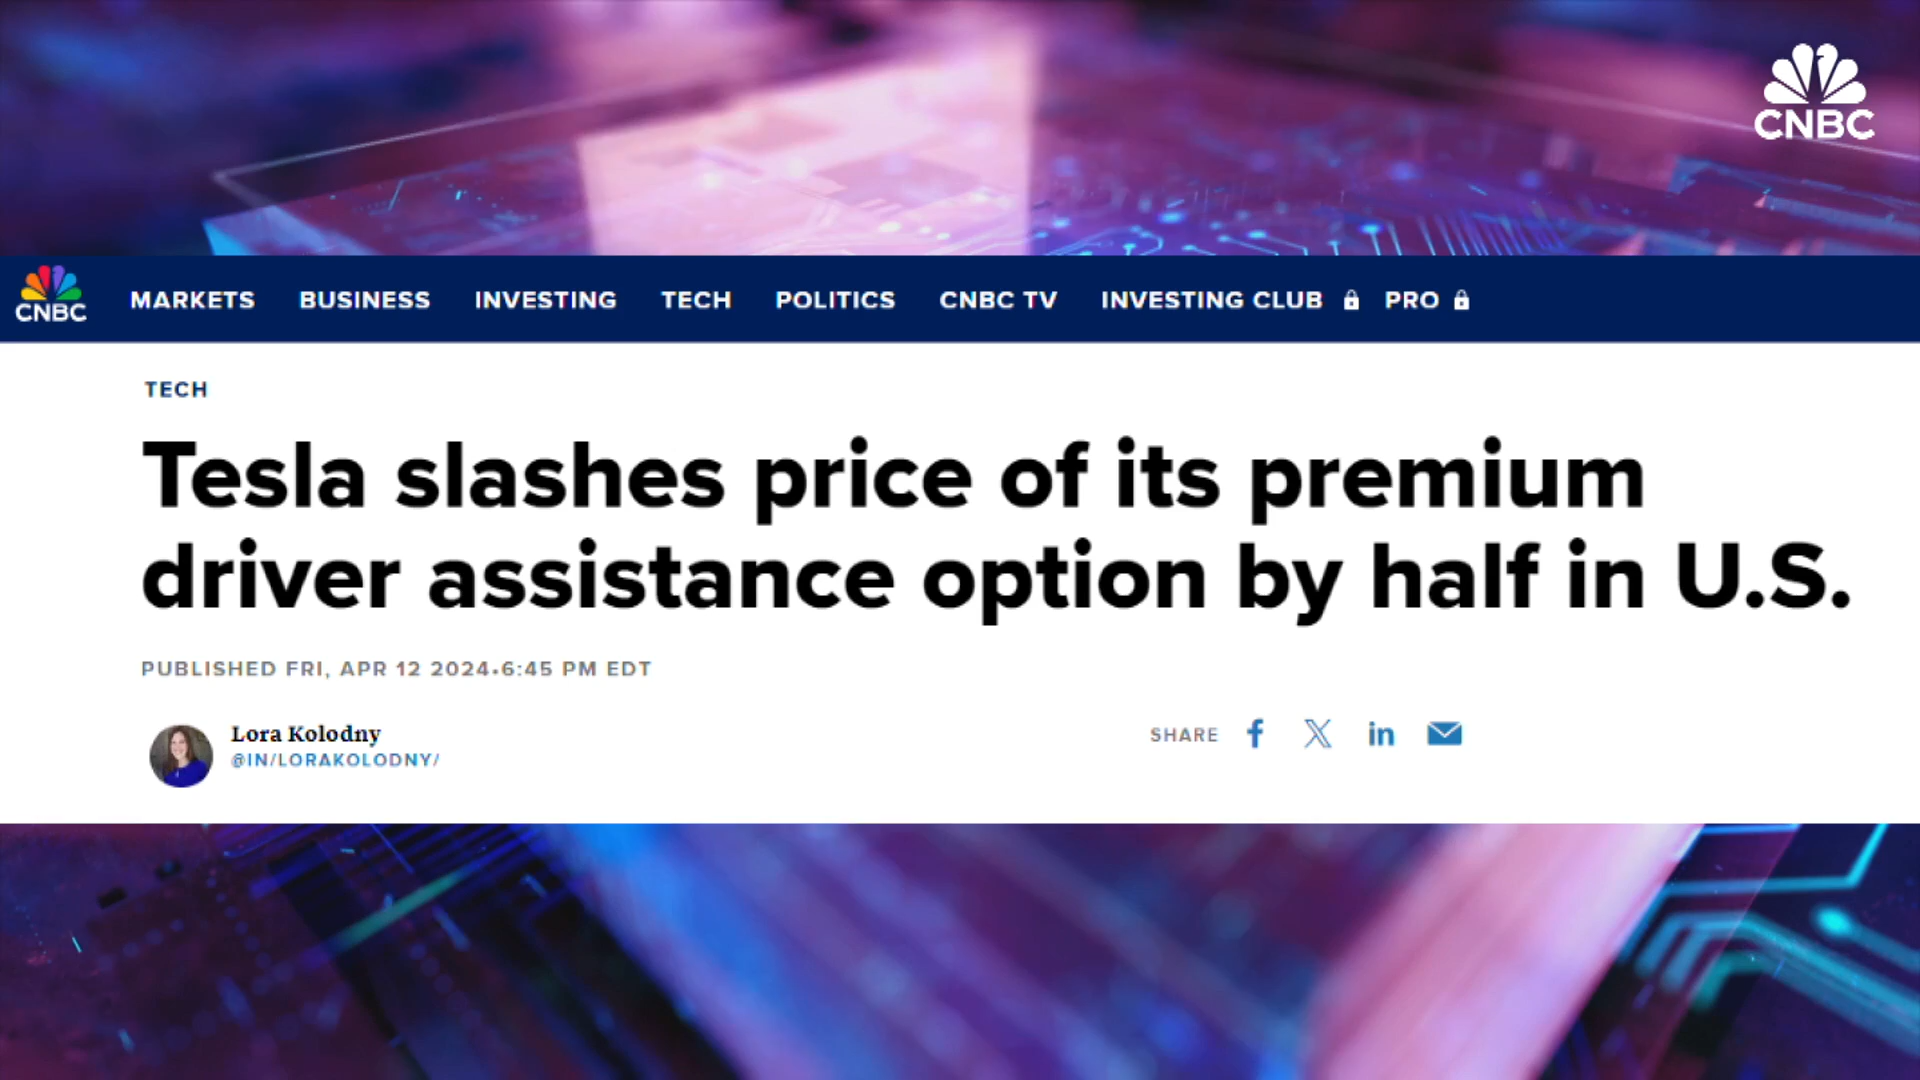 CNBC
CNBC MARKETS BUSINESS INVESTING TECH POLITICS CNBC TV INVESTING CLUB PRO
TECH
Tesla slashes price of its premium
driver assistance option by half in U.S.
PUBLISHED FRI, APR 12 2024•6:45 PM EDT
Lora Kolodny
@IN/LORAKOLODNY/
SHARE f X in